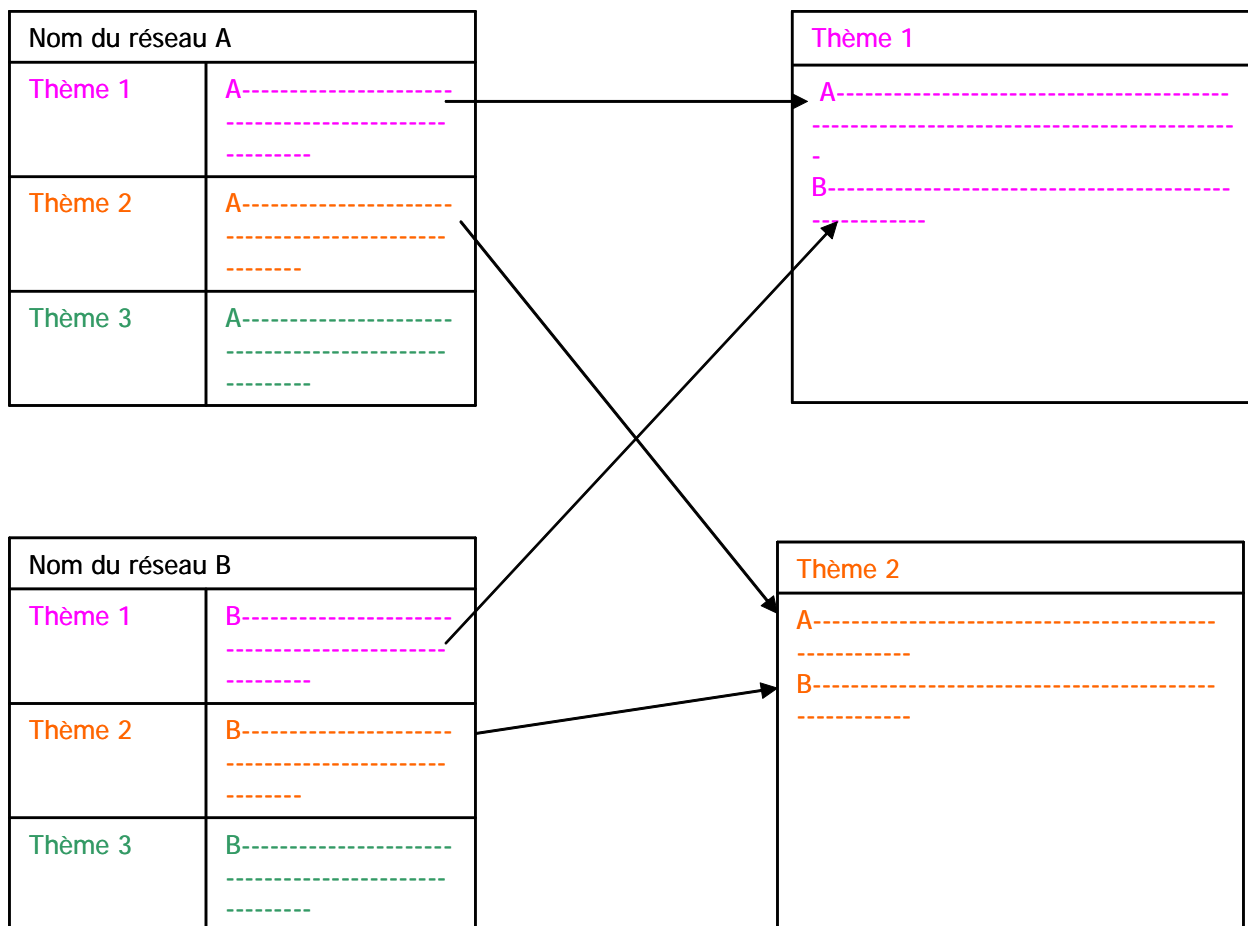 Nom du réseau A
Thème 1
A----------------------
-----------------------
---------
Thème 2
A----------------------
-----------------------
--------
Thème 3
A----------------------
-----------------------
---------
Thème 1
A-----------------------------------------
--------------------------------------------
-
B------------------------------------------
------------
Nom du réseau B
Thème 1
B----------------------
-----------------------
---------
Thème 2
B----------------------
-----------------------
--------
Thème 3
B----------------------
-----------------------
---------
Thème 2
A------------------------------------------
------------
B------------------------------------------
------------